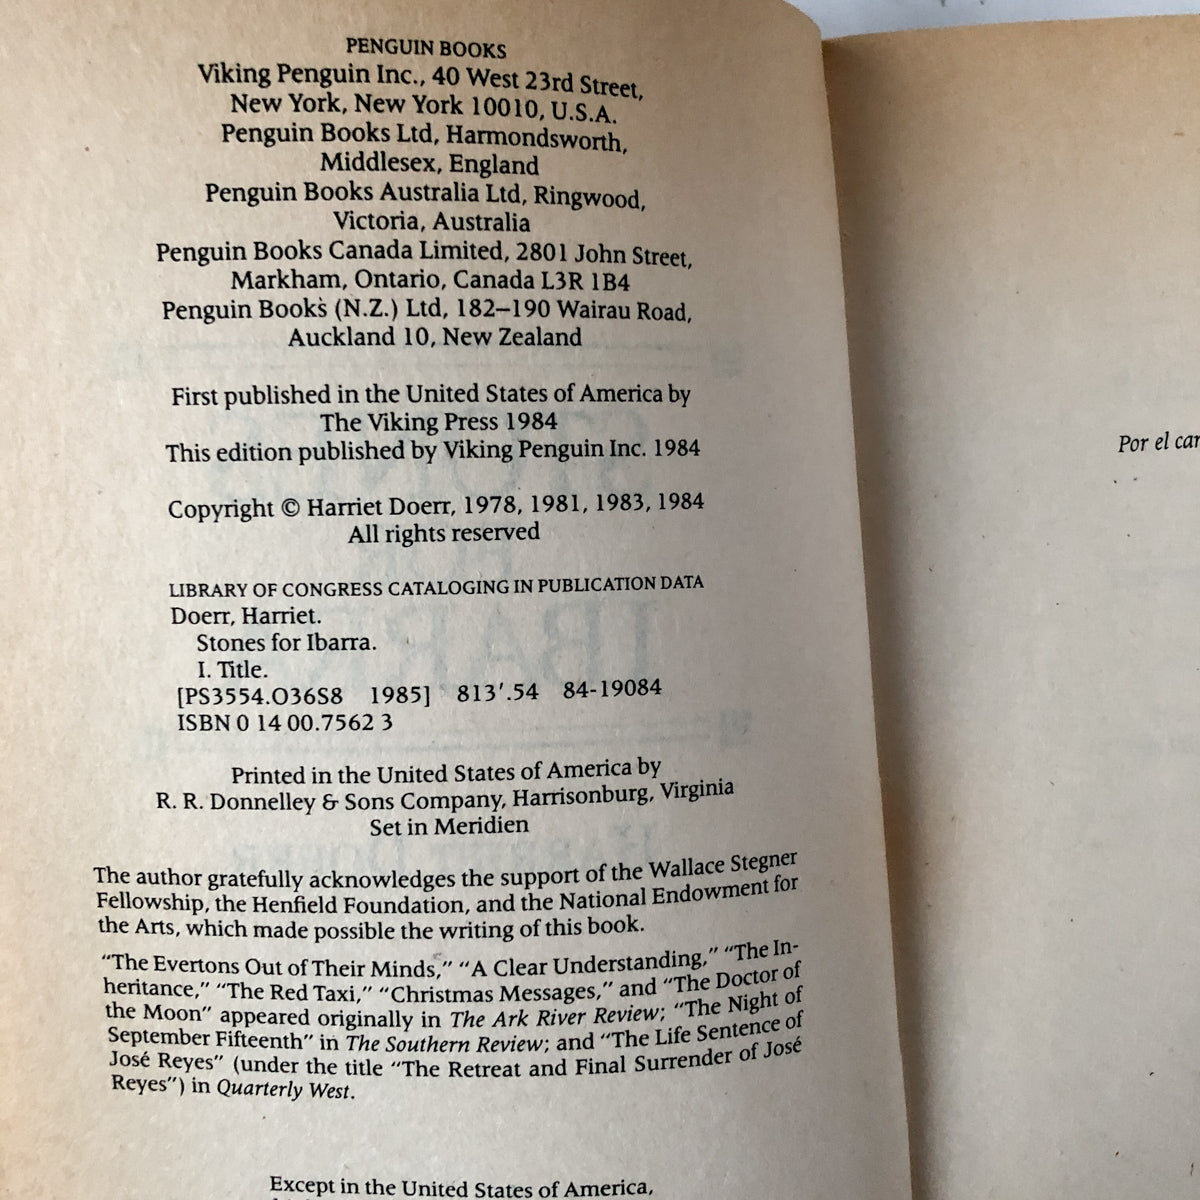 PENGUIN BOOKS
Viking Penguin Inc., 40 West 23rd Street,
New York, New York 10010, U.S.A.
Penguin Books Ltd, Harmondsworth,
Middlesex, England
Penguin Books Australia Ltd, Ringwood,
Victoria, Australia
Penguin Books Canada Limited, 2801 John Street,
Markham, Ontario, Canada L3R 1B4
Penguin Books (N.Z.) Ltd, 182–190 Wairau Road,
Auckland 10, New Zealand
First published in the United States of America by
The Viking Press 1984
This edition published by Viking Penguin Inc. 1984
Copyright © Harriet Doerr, 1978, 1981, 1983, 1984
All rights reserved
LIBRARY OF CONGRESS CATALOGING IN PUBLICATION DATA
Doerr, Harriet.
Stones for Ibarra.
I. Title.
[PS3554.O36S8 1985] 813′.54 84-19084
ISBN 0 14 00.7562 3
Printed in the United States of America by
R. R. Donnelley & Sons Company, Harrisonburg, Virginia
Set in Meridien
The author gratefully acknowledges the support of the Wallace Stegner
Fellowship, the Henfield Foundation, and the National Endowment for
the Arts, which made possible the writing of this book.
“The Evertons Out of Their Minds,” “A Clear Understanding,” “The In-
heritance,” “The Red Taxi,” “Christmas Messages,” and “The Doctor of
the Moon” appeared originally in The Ark River Review; “The Night of
September Fifteenth” in The Southern Review; and “The Life Sentence of
José Reyes” (under the title “The Retreat and Final Surrender of José
Reyes”) in Quarterly West.
Except in the United States of America,
Por el car